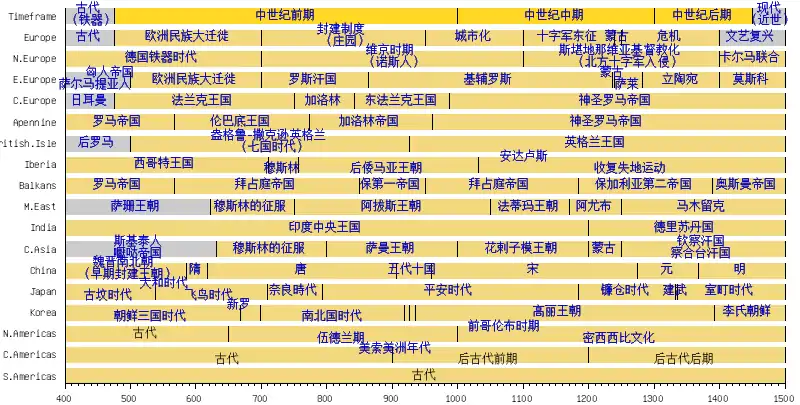 Timeframe 古代 (铁器) 中世纪前期 中世纪中期 中世纪后期 现代 (近世)
Europe 古代 欧洲民族大迁徙 封建制度 (庄园) 城市化 十字军东征 蒙古 危机 文艺复兴
N.Europe 德国铁器时代 维京时期 (诺斯人) 斯堪地那维亚基督教化 (北方十字军入侵) 卡尔马联合
E.Europe 匈人帝国 萨尔马提亚人 欧洲民族大迁徙 罗斯汗国 基辅罗斯 蒙古 萨莱 立陶宛 莫斯科
C.Europe 日耳曼 法兰克王国 加洛林 东法兰克王国 神圣罗马帝国
Apennine 罗马帝国 伦巴底王国 加洛林帝国 神圣罗马帝国
ritish.Isle 后罗马 盎格鲁-撒克逊英格兰 (七国时代) 英格兰王国
Iberia 西哥特王国 穆斯林 后倭马亚王朝 安达卢斯 收复失地运动
Balkans 罗马帝国 拜占庭帝国 保第一帝国 拜占庭帝国 保加利亚第二帝国 奥斯曼帝国
M.East 萨珊王朝 穆斯林的征服 阿拔斯王朝 法蒂玛王朝 阿尤布 马木留克
India 印度中央王国 德里苏丹国
C.Asia 斯基泰人 嚈哒帝国 穆斯林的征服 萨曼王朝 花剌子模王朝 蒙古 钦察汗国 察合台汗国
China 魏晋南北朝 (早期封建王朝) 隋 唐 五代十国 宋 元 明
Japan 古坟时代 大和时代 飞鸟时代 奈良時代 平安时代 镰仓时代 建武 室町时代
Korea 朝鲜三国时代 新罗 南北国时代 高丽王朝 李氏朝鲜
N.Americas 古代 伍德兰期 前哥伦布时期 密西西比文化
C.Americas 古代 美索美洲年代 后古代前期 后古代后期
S.Americas 古代
400 500 600 700 800 900 1000 1100 1200 1300 1400 1500